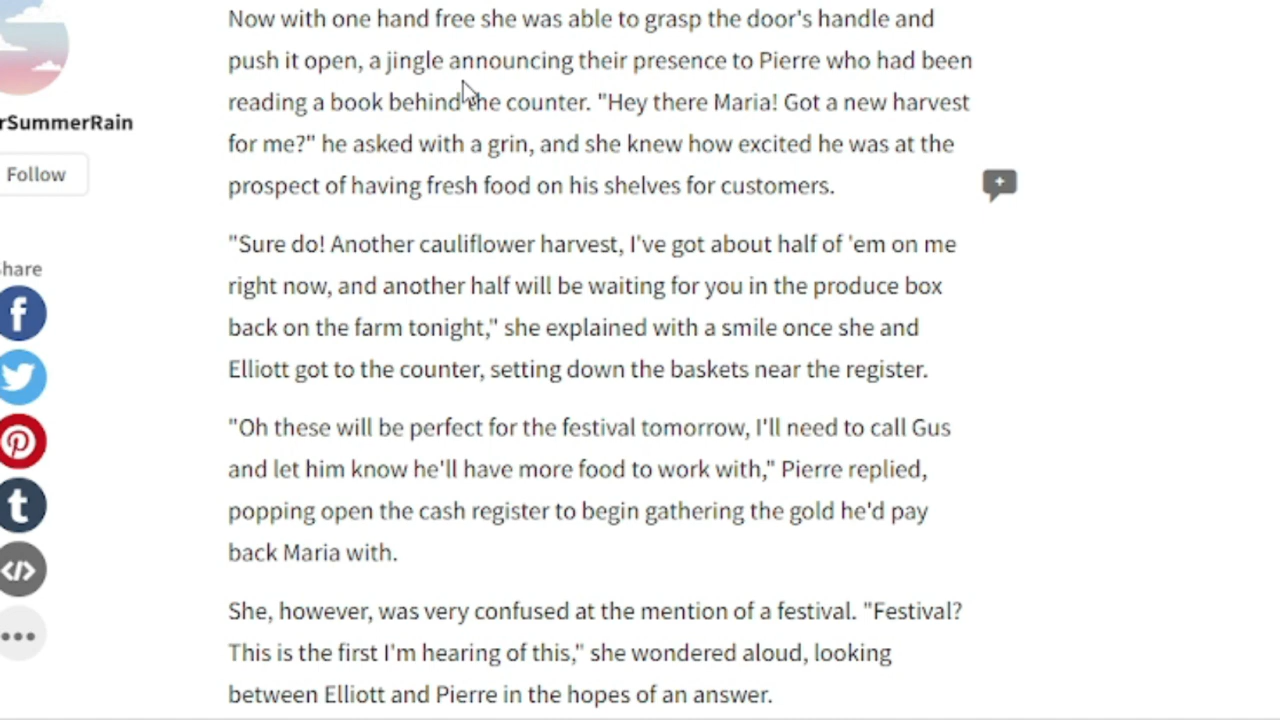 Now with one hand free she was able to grasp the door's handle and
push it open, a jingle announcing their presence to Pierre who had been
reading a book behind the counter. "Hey there Maria! Got a new harvest
for me?" he asked with a grin, and she knew how excited he was at the
prospect of having fresh food on his shelves for customers.
rSummerRain
Follow
"Sure do! Another cauliflower harvest, I've got about half of 'em on me
right now, and another half will be waiting for you in the produce box
back on the farm tonight," she explained with a smile once she and
Elliott got to the counter, setting down the baskets near the register.
hare
"Oh these will be perfect for the festival tomorrow, I'll need to call Gus
and let him know he'll have more food to work with," Pierre replied,
popping open the cash register to begin gathering the gold he'd pay
back Maria with.
She, however, was very confused at the mention of a festival. "Festival?
This is the first I'm hearing of this," she wondered aloud, looking
between Elliott and Pierre in the hopes of an answer.